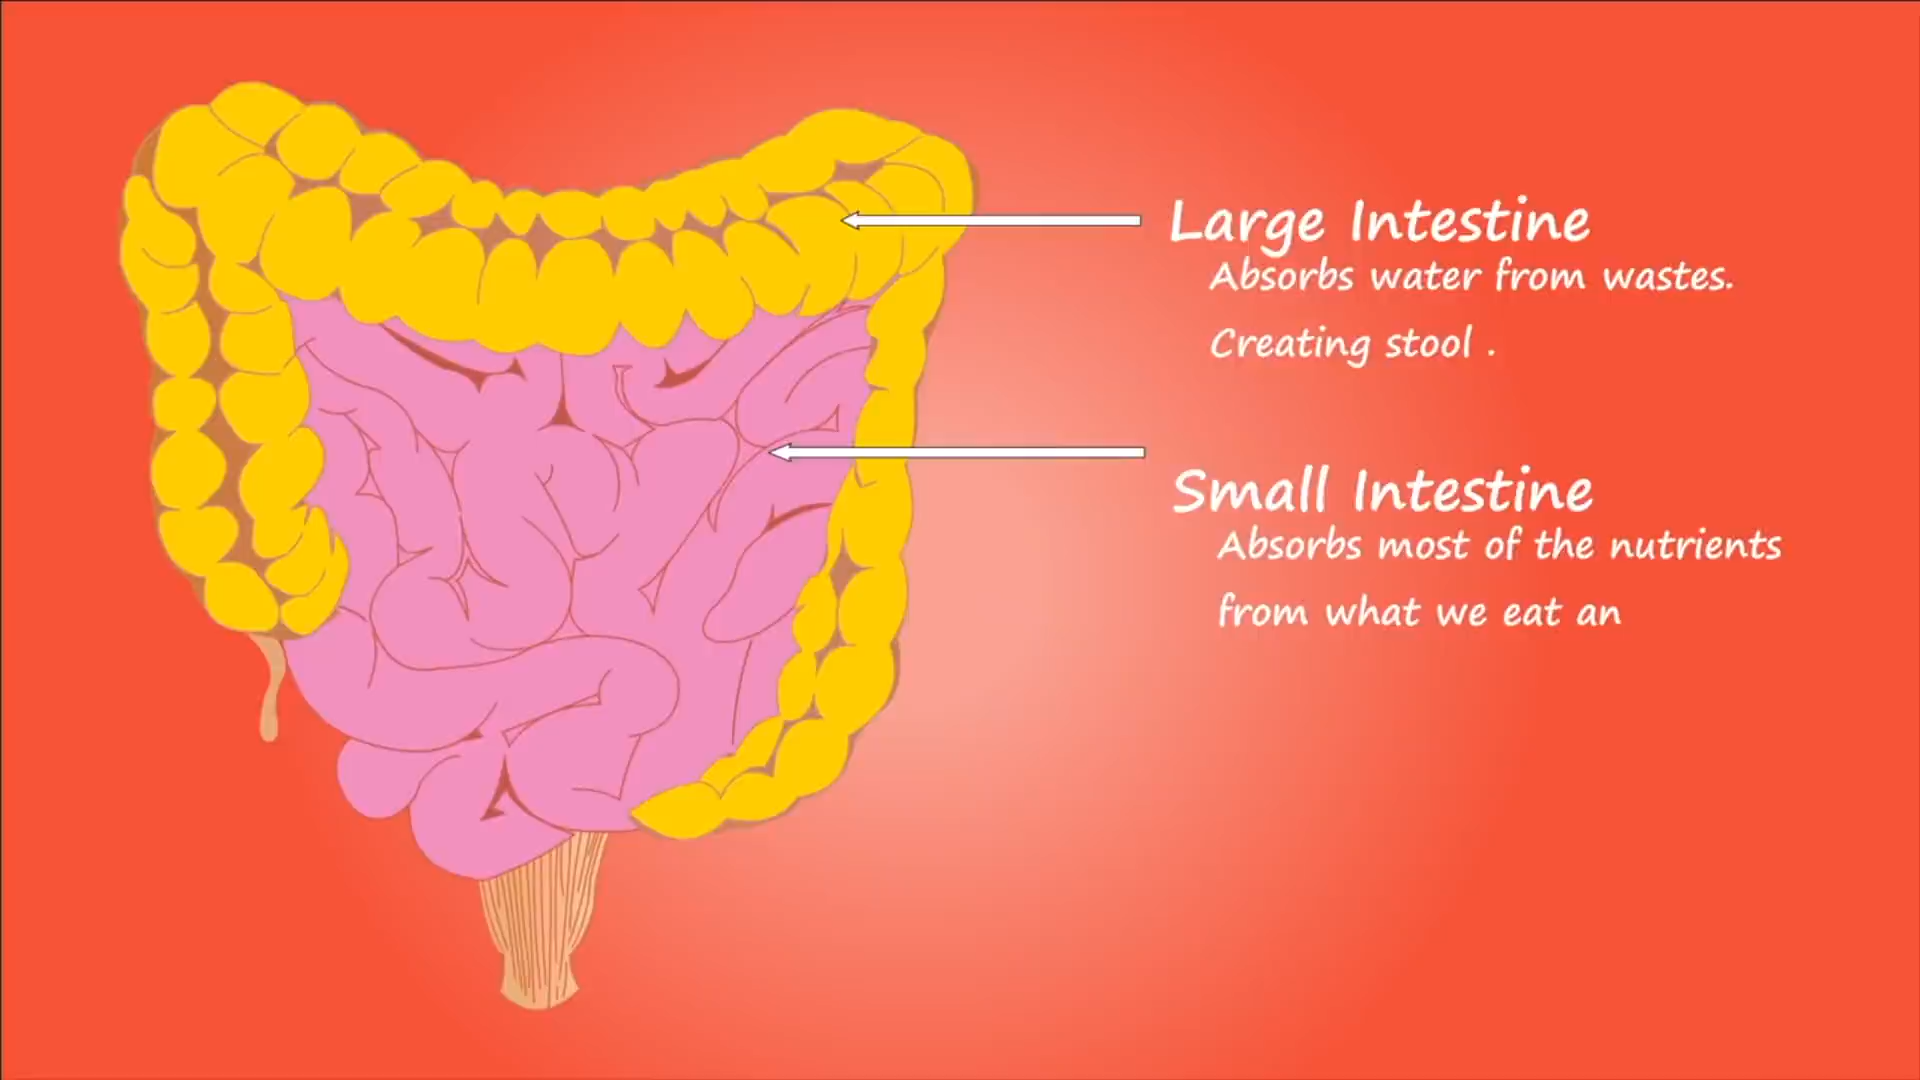 Large Intestine
Absorbs water from wastes.
Creating stool .
Small Intestine
Absorbs most of the nutrients
from what we eat an